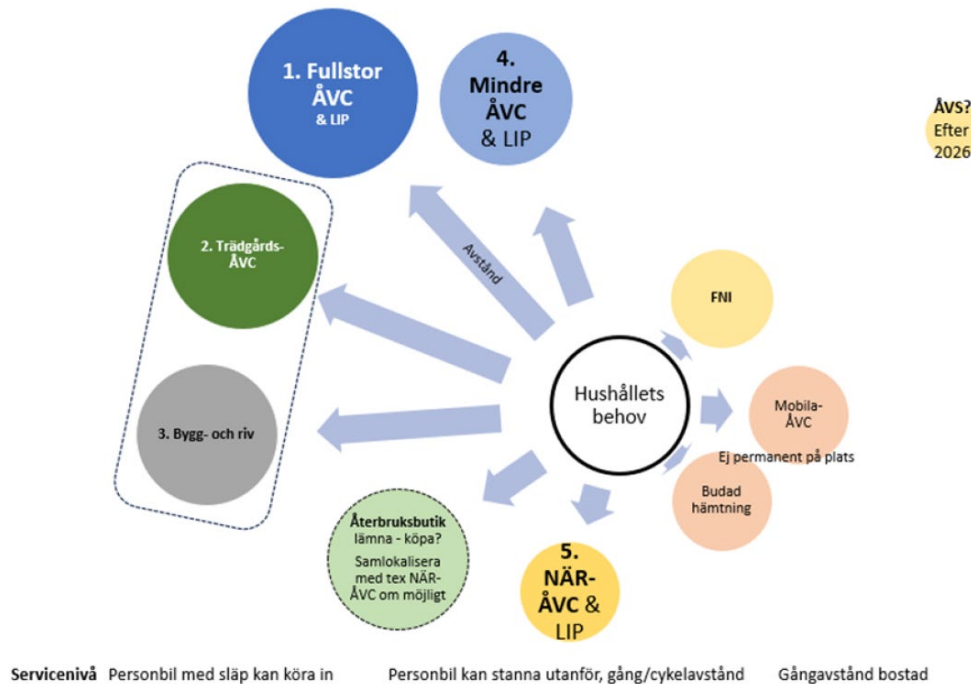 1. Fullstor
ÅVC
& LIP
4.
Mindre
ÅVC
& LIP
ÅVS?
Efter
2026
2. Trädgårds-
ÅVC
Avstånd
FNI
Hushållets
behov
Mobila-
ÅVC
Ej permanent på plats
3. Bygg- och riv
Budad
hämtning
Återbruksbutik
lämna - köpa?
Samlokalisera
med tex NÄR-
ÅVC om möjligt
5.
NÄR-
ÅVC &
LIP
Servicenivå Personbil med släp kan köra in Personbil kan stanna utanför, gång/cykelavstånd Gångavstånd bostad